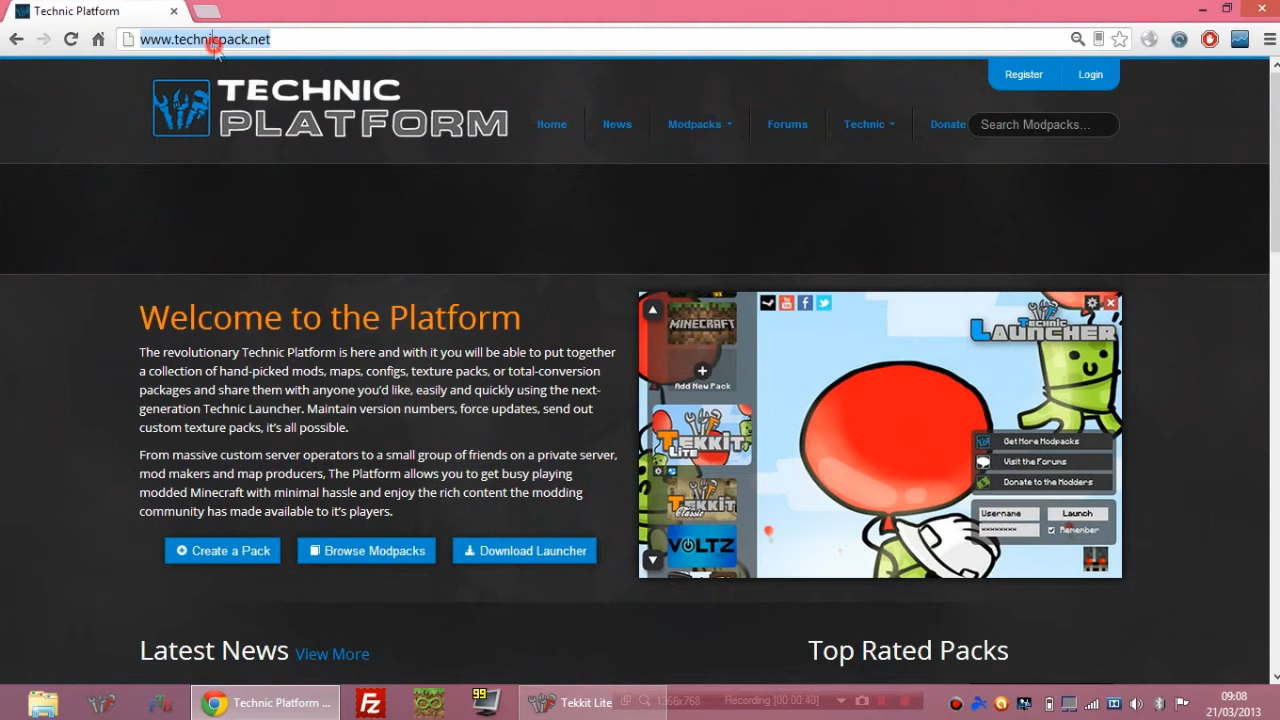 Technic Platform
www.technicpack.net
Register
Login
TECHNIC
PLATFORM
Home
News
Modpacks
Forums
Technic
Donate
Search Modpacks...
Welcome to the Platform
The revolutionary Technic Platform is here and with it you will be able to put together
a collection of hand-picked mods, maps, configs, texture packs, or total-conversion
packages and share them with anyone you'd like, easily and quickly using the next-
generation Technic Launcher. Maintain version numbers, force updates, send out
custom texture packs, it's all possible.
From massive custom server operators to a small group of friends on a private server,
mod makers and map producers, The Platform allows you to get busy playing
modded Minecraft with minimal hassle and enjoy the rich content the modding
community has made available to it's players.
Create a Pack
Browse Modpacks
Download Launcher
MINECRAFT
Add New Pack
TEKKIT
LITE
TEKKIT
Classic
VOLTZ
TECHNIC
LAUNCHER
Get More Modpacks
Visit the Forums
Donate to the Modders
Username
Launch
********
Remember
Latest News
View More
Top Rated Packs
Technic Platform ...
Fz
99
Tekkit Lite
1366x768
Recording [00:00:40]
09:08
21/03/2013